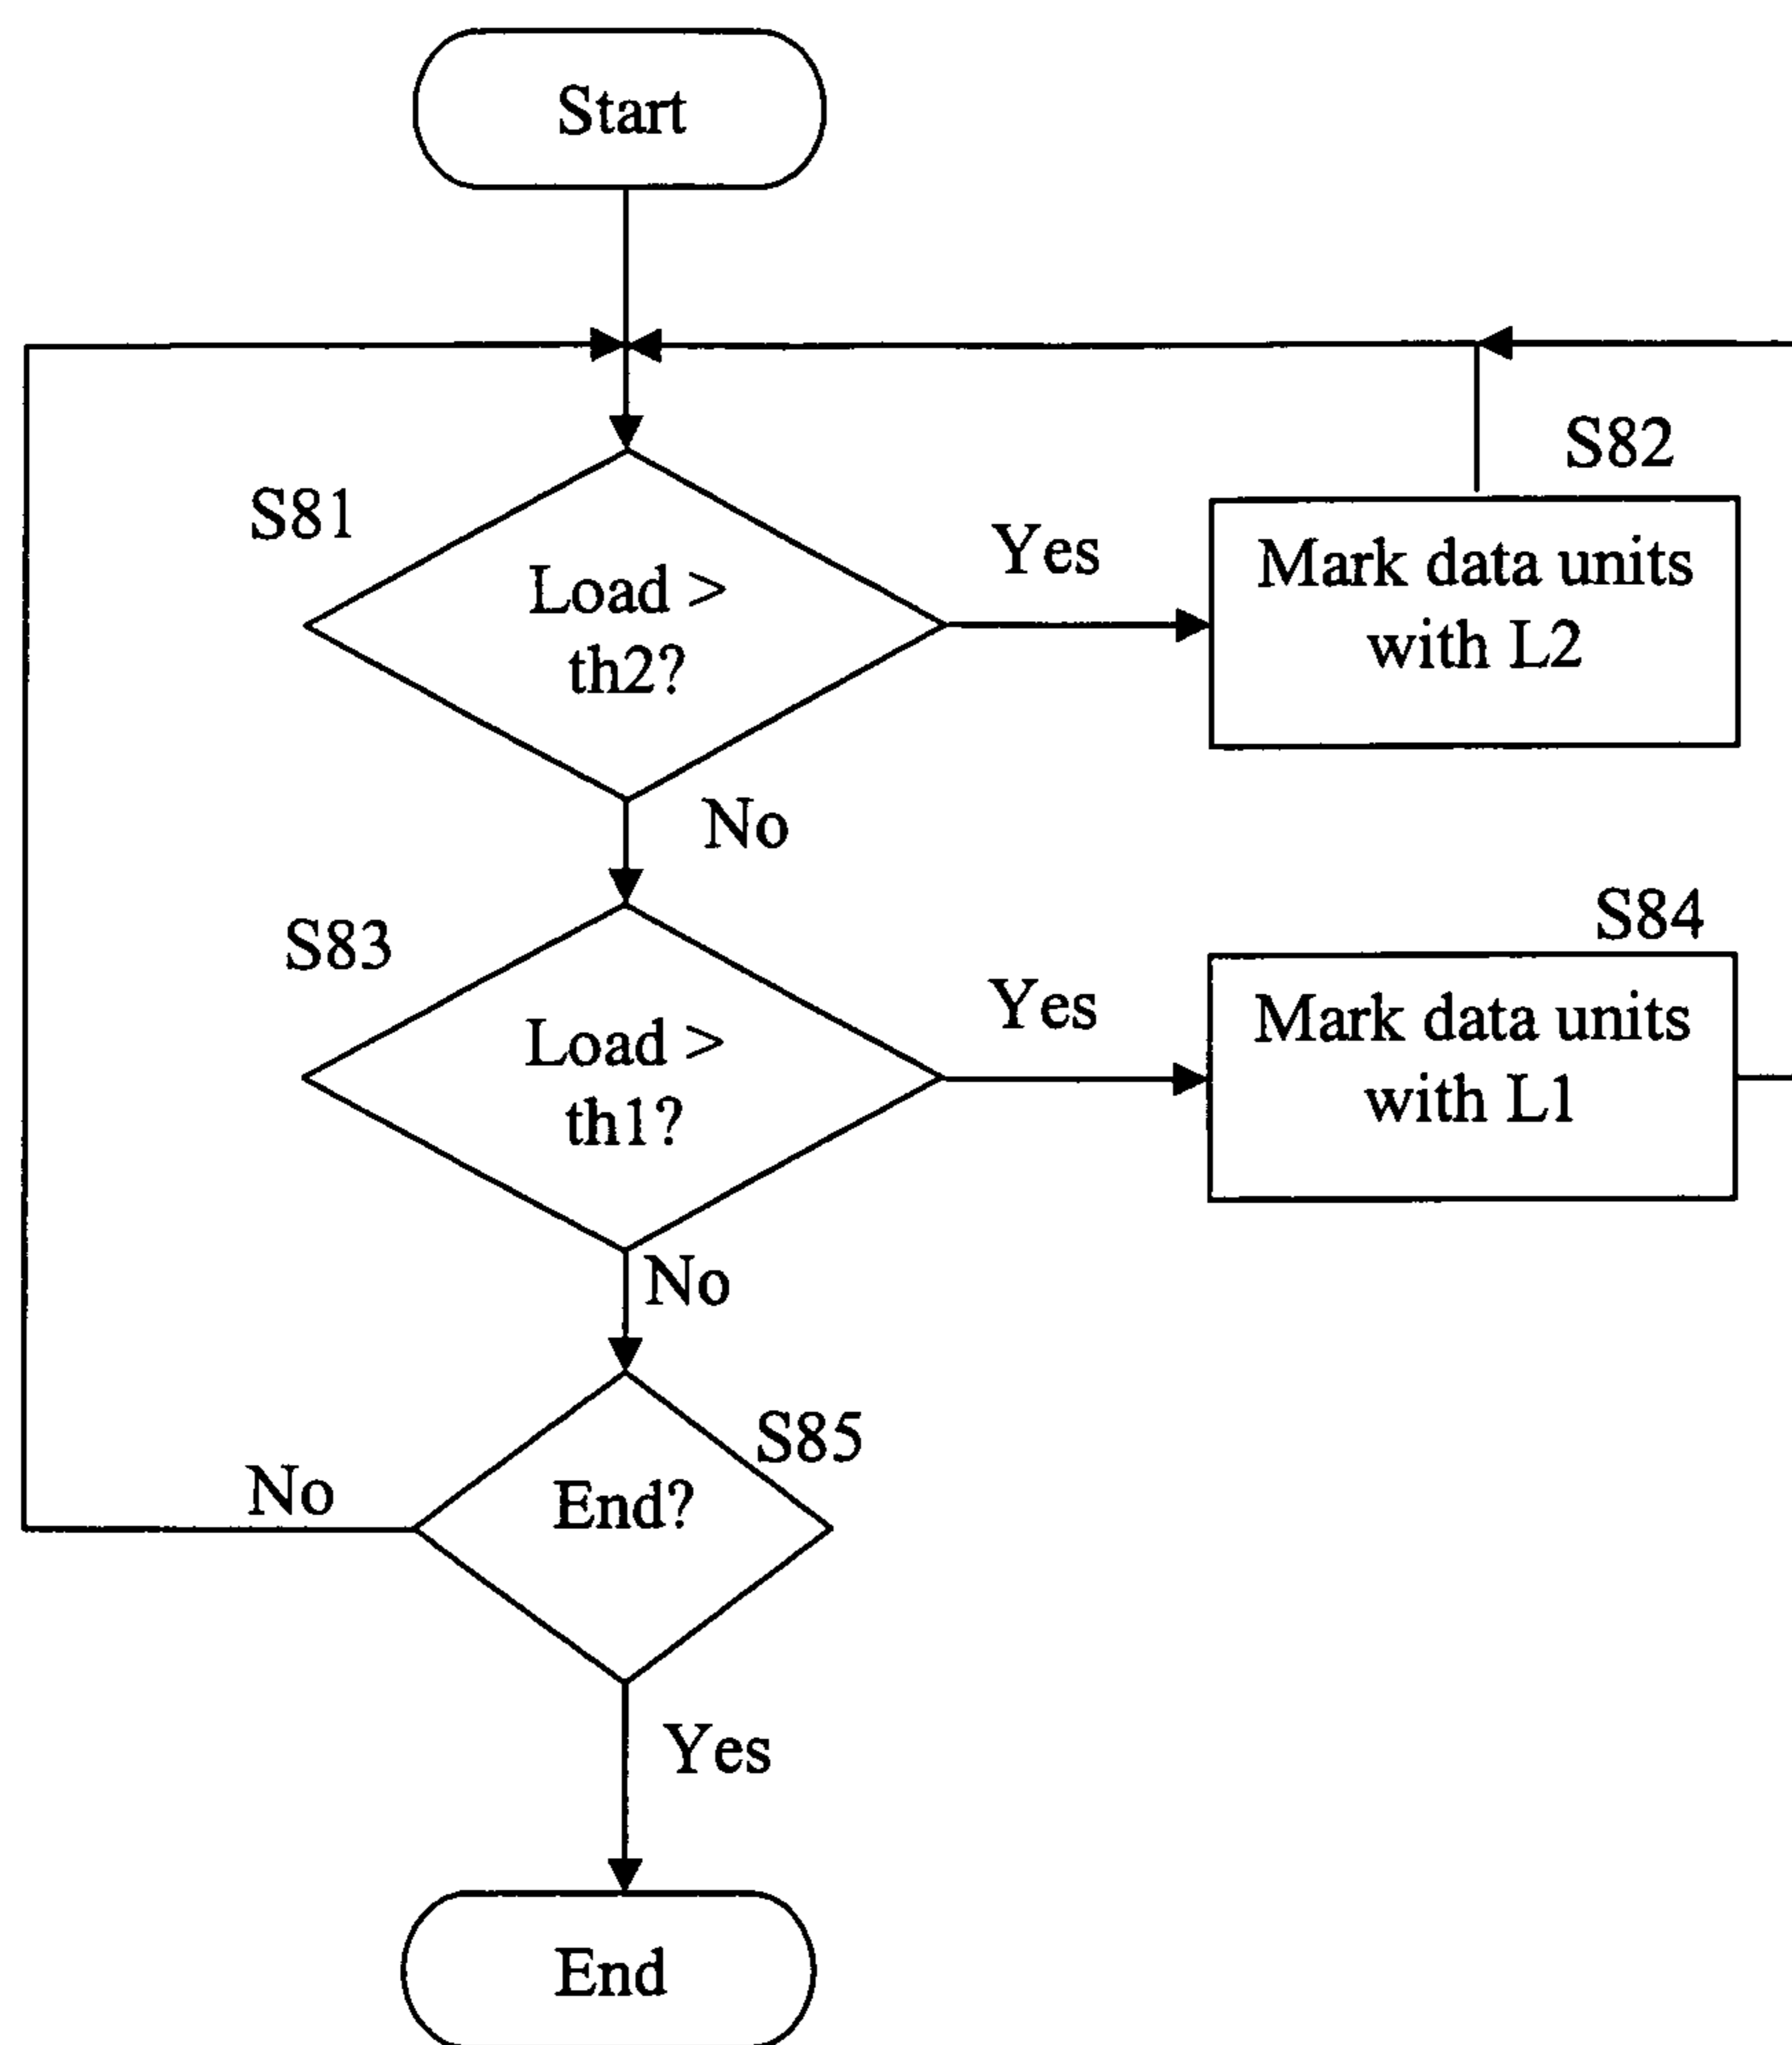 Start
S81
Load >
th2?
Yes
S82
Mark data units
with L2
No
S83
Load >
th1?
Yes
S84
Mark data units
with L1
No
S85
End?
No
Yes
End